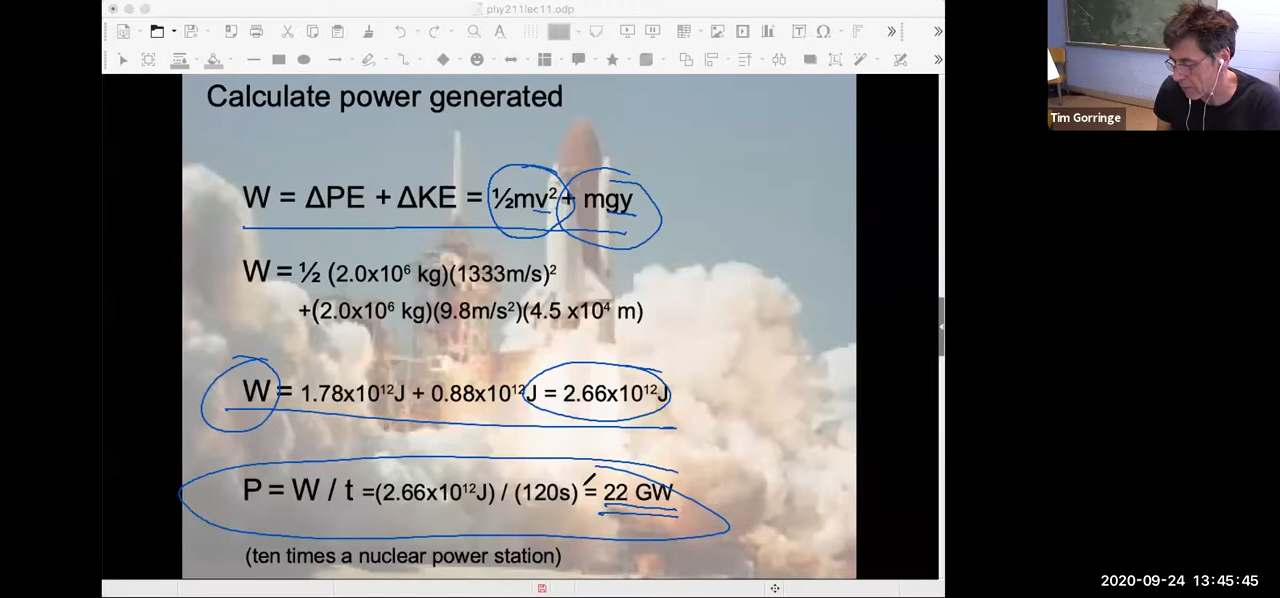 phy211lec11.odp
Calculate power generated
W = ΔPE + ΔKE = ½mv² + mgy
W = ½ (2.0x10⁶ kg)(1333m/s)²
+(2.0x10⁶ kg)(9.8m/s²)(4.5 x10⁴ m)
W = 1.78x10¹²J + 0.88x10¹²J = 2.66x10¹²J
P = W / t =(2.66x10¹²J) / (120s) = 22 GW
(ten times a nuclear power station)
Tim Gorringe
2020-09-24 13:45:45